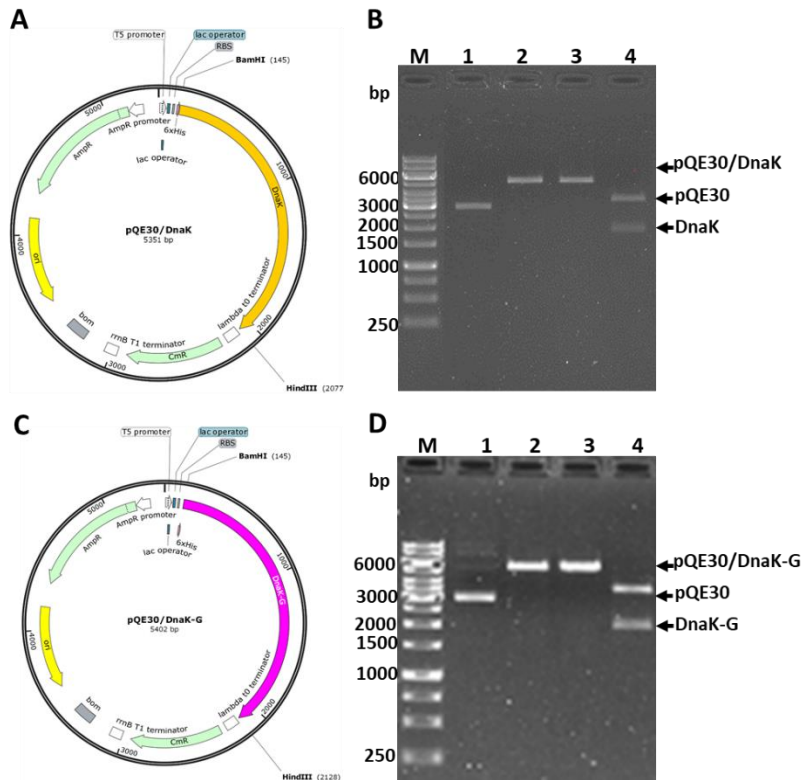 A
T5 promoter
lac operator
RBS
BamHI (145)
5000
AmpR promoter
6xHis
AmpR
lac operator
1000
DnaK
pQE30/DnaK
5351 bp
4000
ori
lambda t0 terminator
2000
bom
rrnB T1 terminator
CmR
3000
HindIII (2077
B
M 1 2 3 4
bp
pQE30/DnaK
6000
pQE30
3000
2000
DnaK
1500
1000
250
C
T5 promoter
lac operator
RBS
BamHI (145)
5000
AmpR promoter
AmpR
lac operator
6xHis
1000
DnaK-G
pQE30/DnaK-G
5402 bp
4000
ori
lambda t0 terminator
2000
bom
rrnB T1 terminator
CmR
3000
HindIII (2128)
D
M 1 2 3 4
bp
6000
pQE30/DnaK-G
3000
pQE30
2000
DnaK-G
1500
1000
250